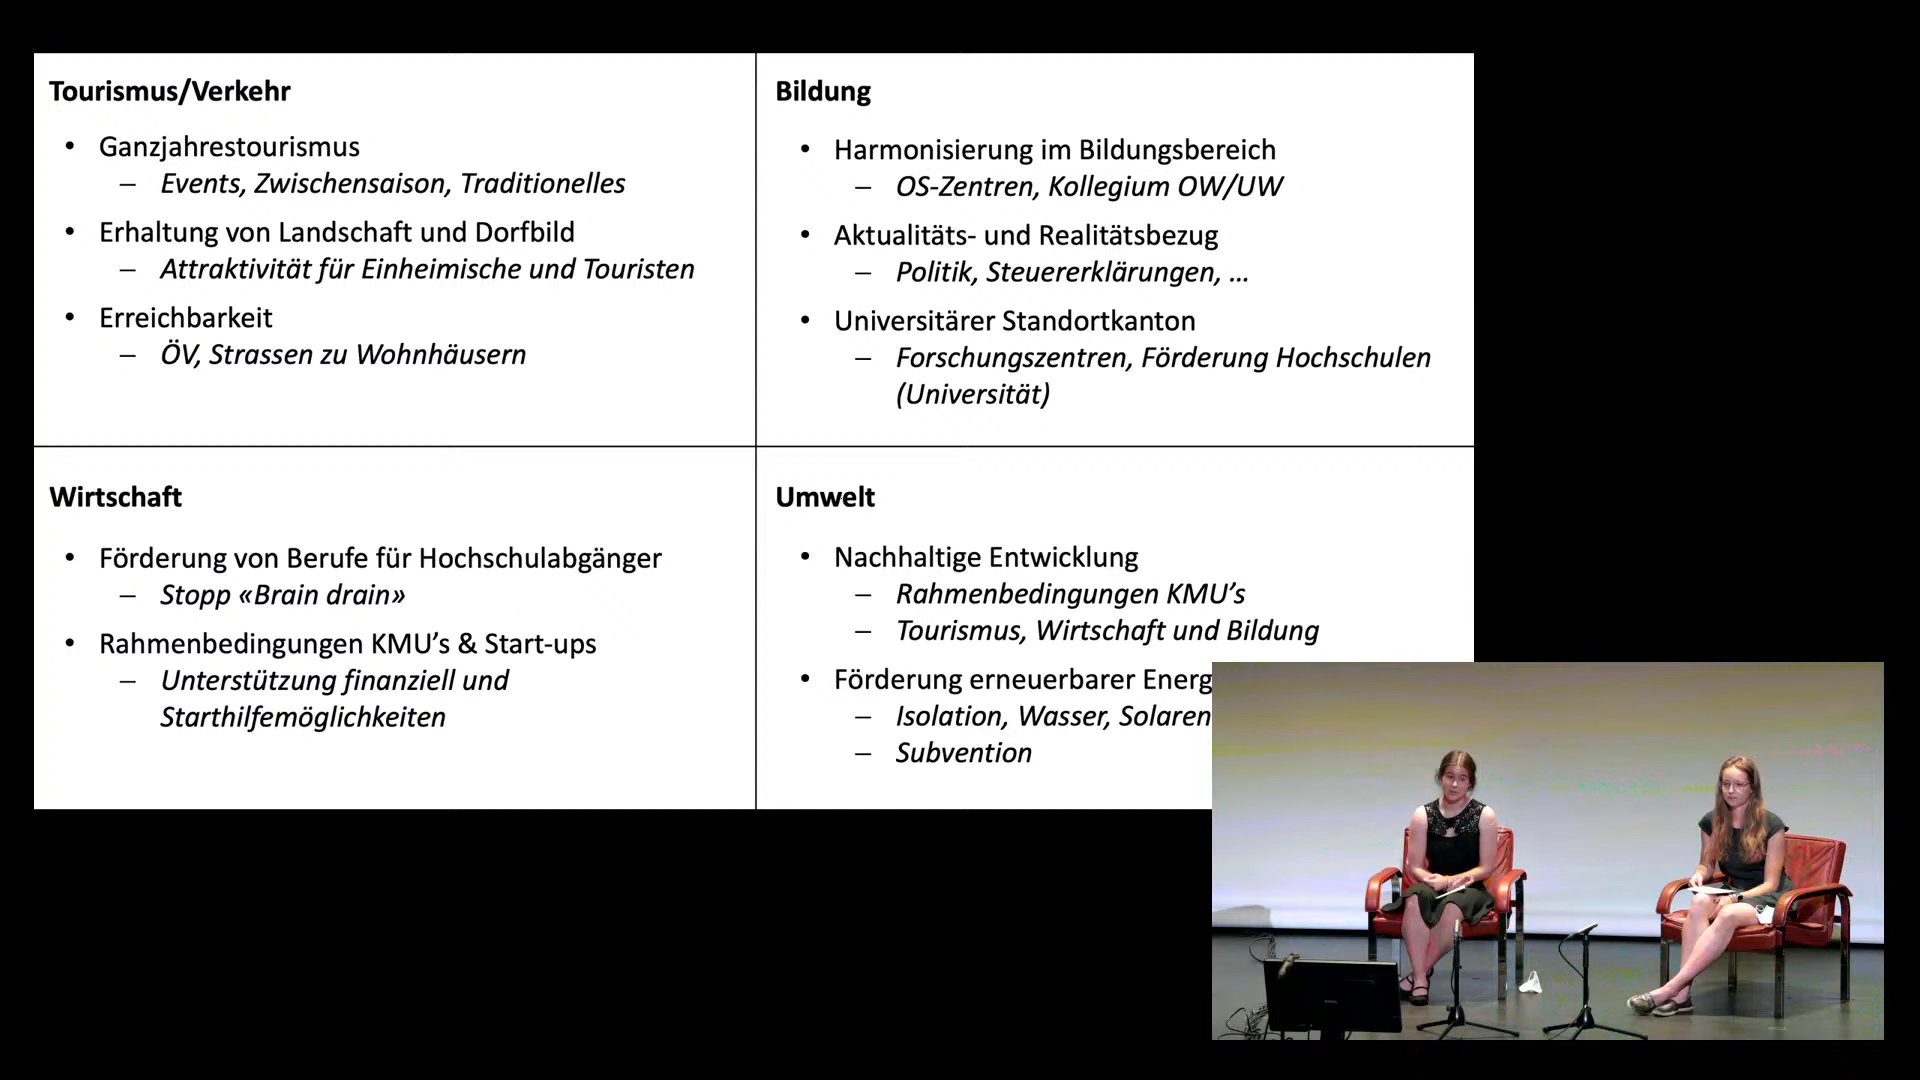 Tourismus/Verkehr
• Ganzjahrestourismus
– Events, Zwischensaison, Traditionelles
• Erhaltung von Landschaft und Dorfbild
– Attraktivität für Einheimische und Touristen
• Erreichbarkeit
– ÖV, Strassen zu Wohnhäusern
Bildung
• Harmonisierung im Bildungsbereich
– OS-Zentren, Kollegium OW/UW
• Aktualitäts- und Realitätsbezug
– Politik, Steuererklärungen, …
• Universitärer Standortkanton
– Forschungszentren, Förderung Hochschulen
(Universität)
Wirtschaft
• Förderung von Berufe für Hochschulabgänger
– Stopp «Brain drain»
• Rahmenbedingungen KMU’s & Start-ups
– Unterstützung finanziell und
Starthilfemöglichkeiten
Umwelt
• Nachhaltige Entwicklung
– Rahmenbedingungen KMU’s
– Tourismus, Wirtschaft und Bildung
• Förderung erneuerbarer Energ
– Isolation, Wasser, Solaren
– Subvention